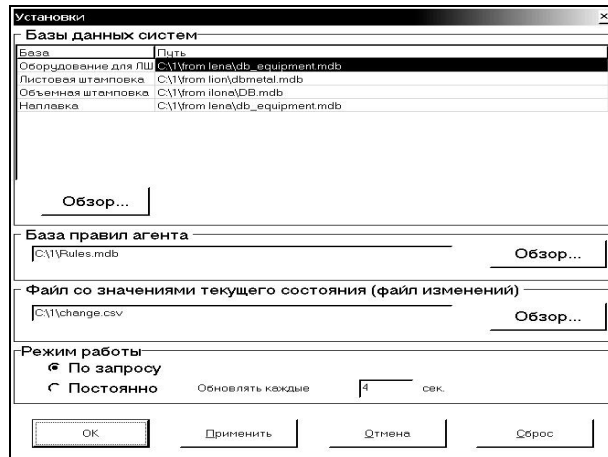 Установки
Базы данных систем
База Путь
Оборудование для ЛШ C:\1\from lena\db_equipment.mdb
Листовая штамповка C:\1\from lion\dbmetal.mdb
Объемная штамповка C:\1\from ilona\DB.mdb
Наплавка C:\1\from lena\db_equipment.mdb
Обзор...
База правил агента
C:\1\Rules.mdb Обзор...
Файл со значениями текущего состояния (файл изменений)
C:\1\change.csv Обзор...
Режим работы
По запросу
Постоянно Обновлять каждые 4 сек.
OK Применить Отмена Сброс